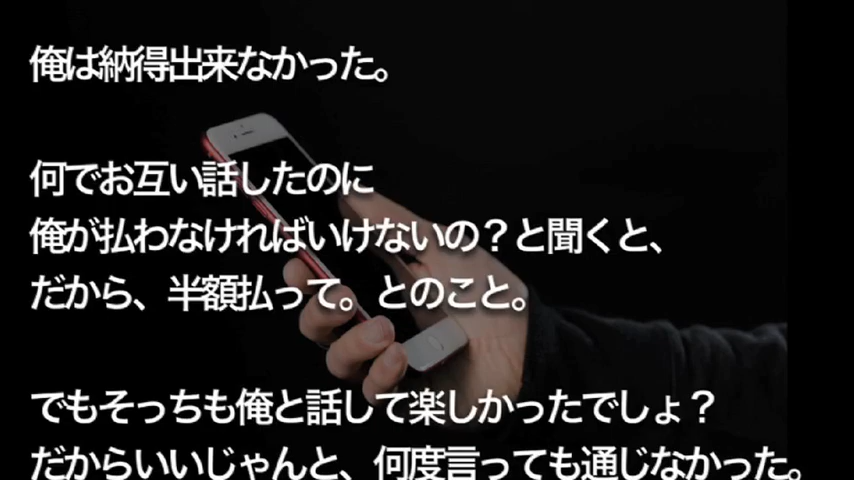 俺は納得出来なかった。
何でお互い話したのに
俺が払わなければいけないの？と聞くと、
だから、半額払って。とのこと。
でもそっちも俺と話して楽しかったでしょ？
だからいいじゃんと、何度言っても通じなかった。